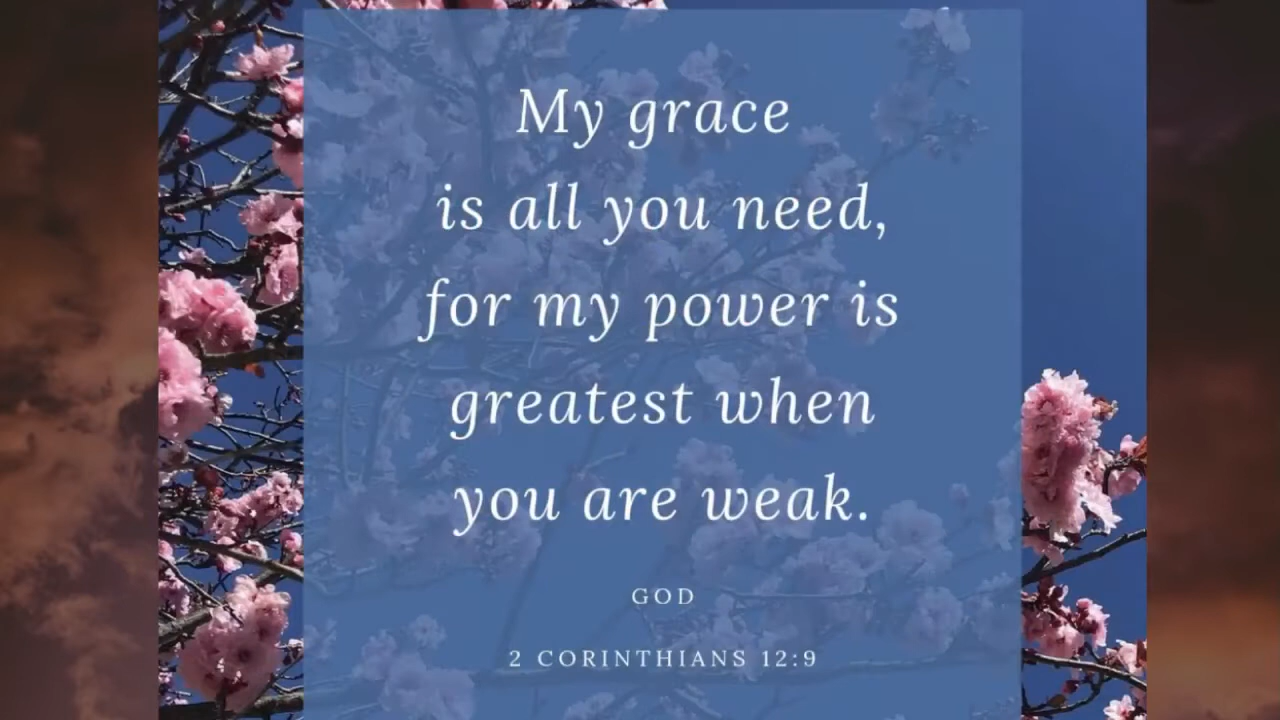 My grace
is all you need,
for my power is
greatest when
you are weak.
GOD
2 CORINTHIANS 12:9